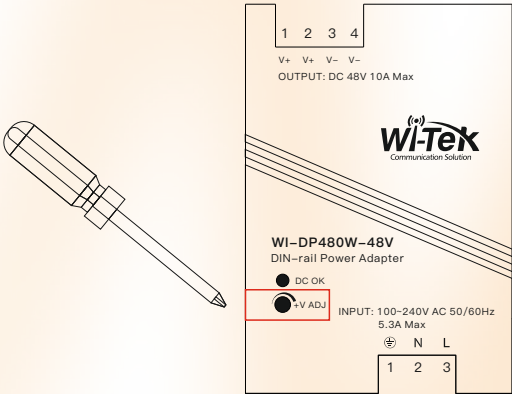 1 2 3 4
V+ V+ V− V−
OUTPUT: DC 48V 10A Max
Wi-Tek
Communication Solution
WI−DP480W−48V
DIN−rail Power Adapter
DC OK
+V ADJ
INPUT: 100~240V AC 50/60Hz
5.3A Max
⏚ N L
1 2 3